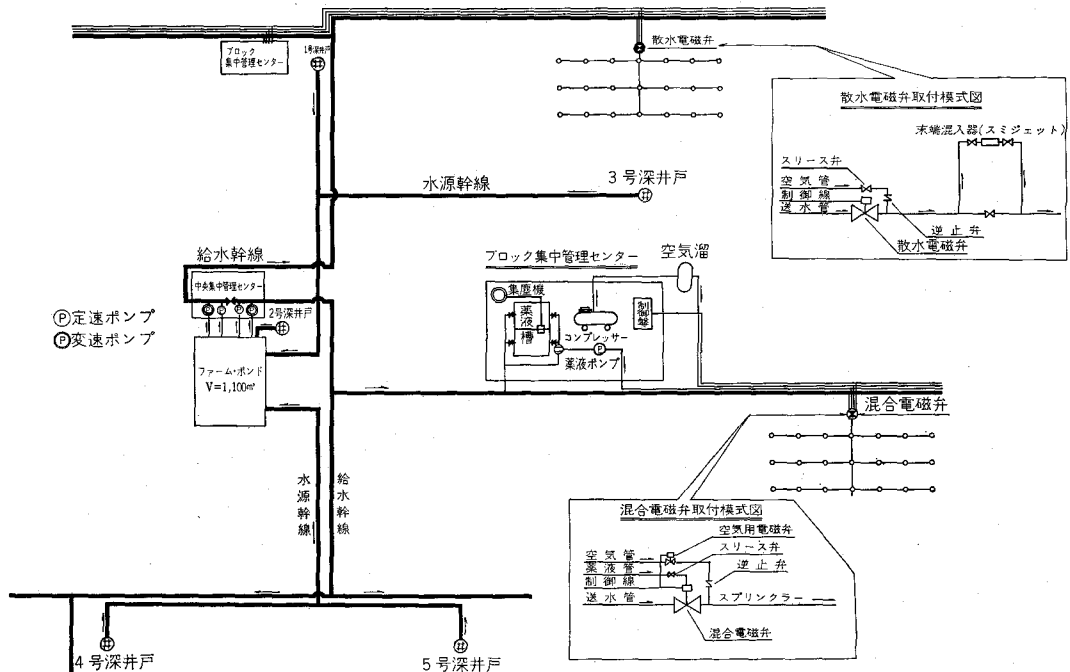 ブロック
集中管理センター
1号深井戸
散水電磁弁
散水電磁弁取付模式図
末端混入器(スミジェット)
スリース弁
空気管
制御線
送水管
逆止弁
散水電磁弁
水源幹線
3号深井戸
給水幹線
中央集中管理センター
P P P P
2号深井戸
Ⓟ定速ポンプ
Ⓟ変速ポンプ
ファーム・ポンド
V=1,100㎥
ブロック集中管理センター
空気溜
集塵機
薬液槽
コンプレッサー
制御盤
P
薬液ポンプ
混合電磁弁
水源幹線
給水幹線
混合電磁弁取付模式図
空気用電磁弁
空気管
スリース弁
薬液管
逆止弁
制御線
送水管
スプリンクラー
混合電磁弁
4号深井戸
5号深井戸